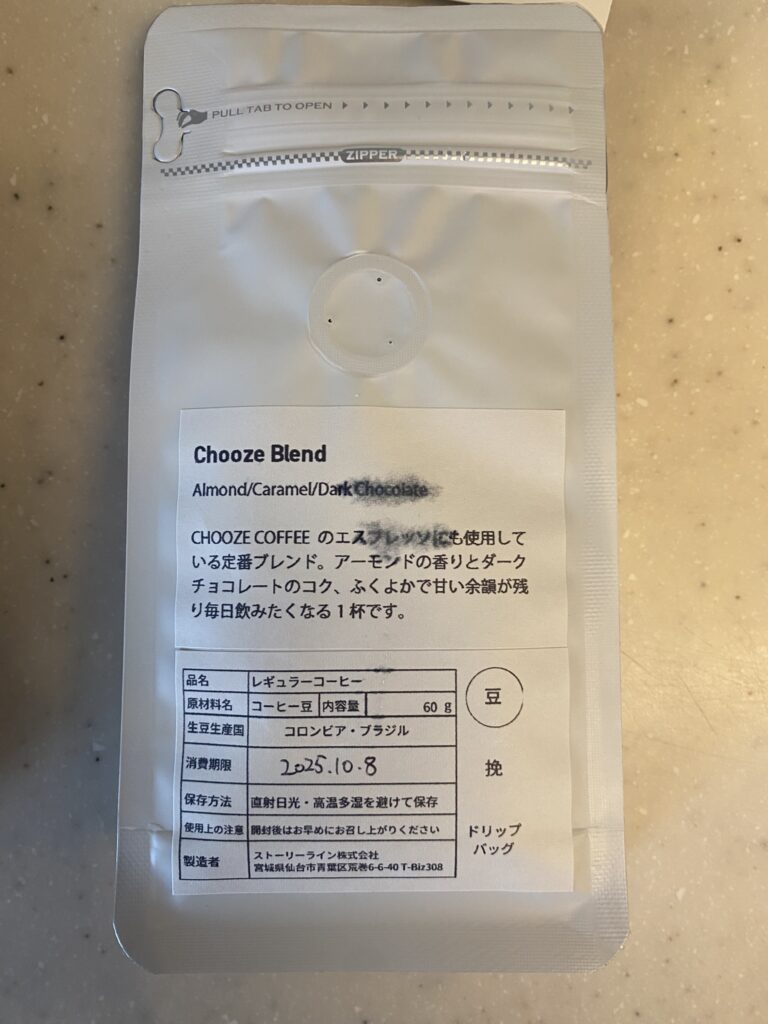 PULL TAB TO OPEN
ZIPPER
Chooze Blend
Almond/Caramel/Dark Chocolate
CHOOZE COFFEE のエスプレッソにも使用して
いる定番ブレンド。アーモンドの香りとダーク
チョコレートのコク、ふくよかで甘い余韻が残
り毎日飲みたくなる 1 杯です。
品名 レギュラーコーヒー
原材料名 コーヒー豆 内容量 60 g
生豆生産国 コロンビア・ブラジル
消費期限 2025.10.8
保存方法 直射日光・高温多湿を避けて保存
使用上の注意 開封後はお早めにお召し上がりください
製造者 ストーリーライン株式会社
宮城県仙台市青葉区荒巻6-6-40 T-Biz308
豆
挽
ドリップ
バッグ